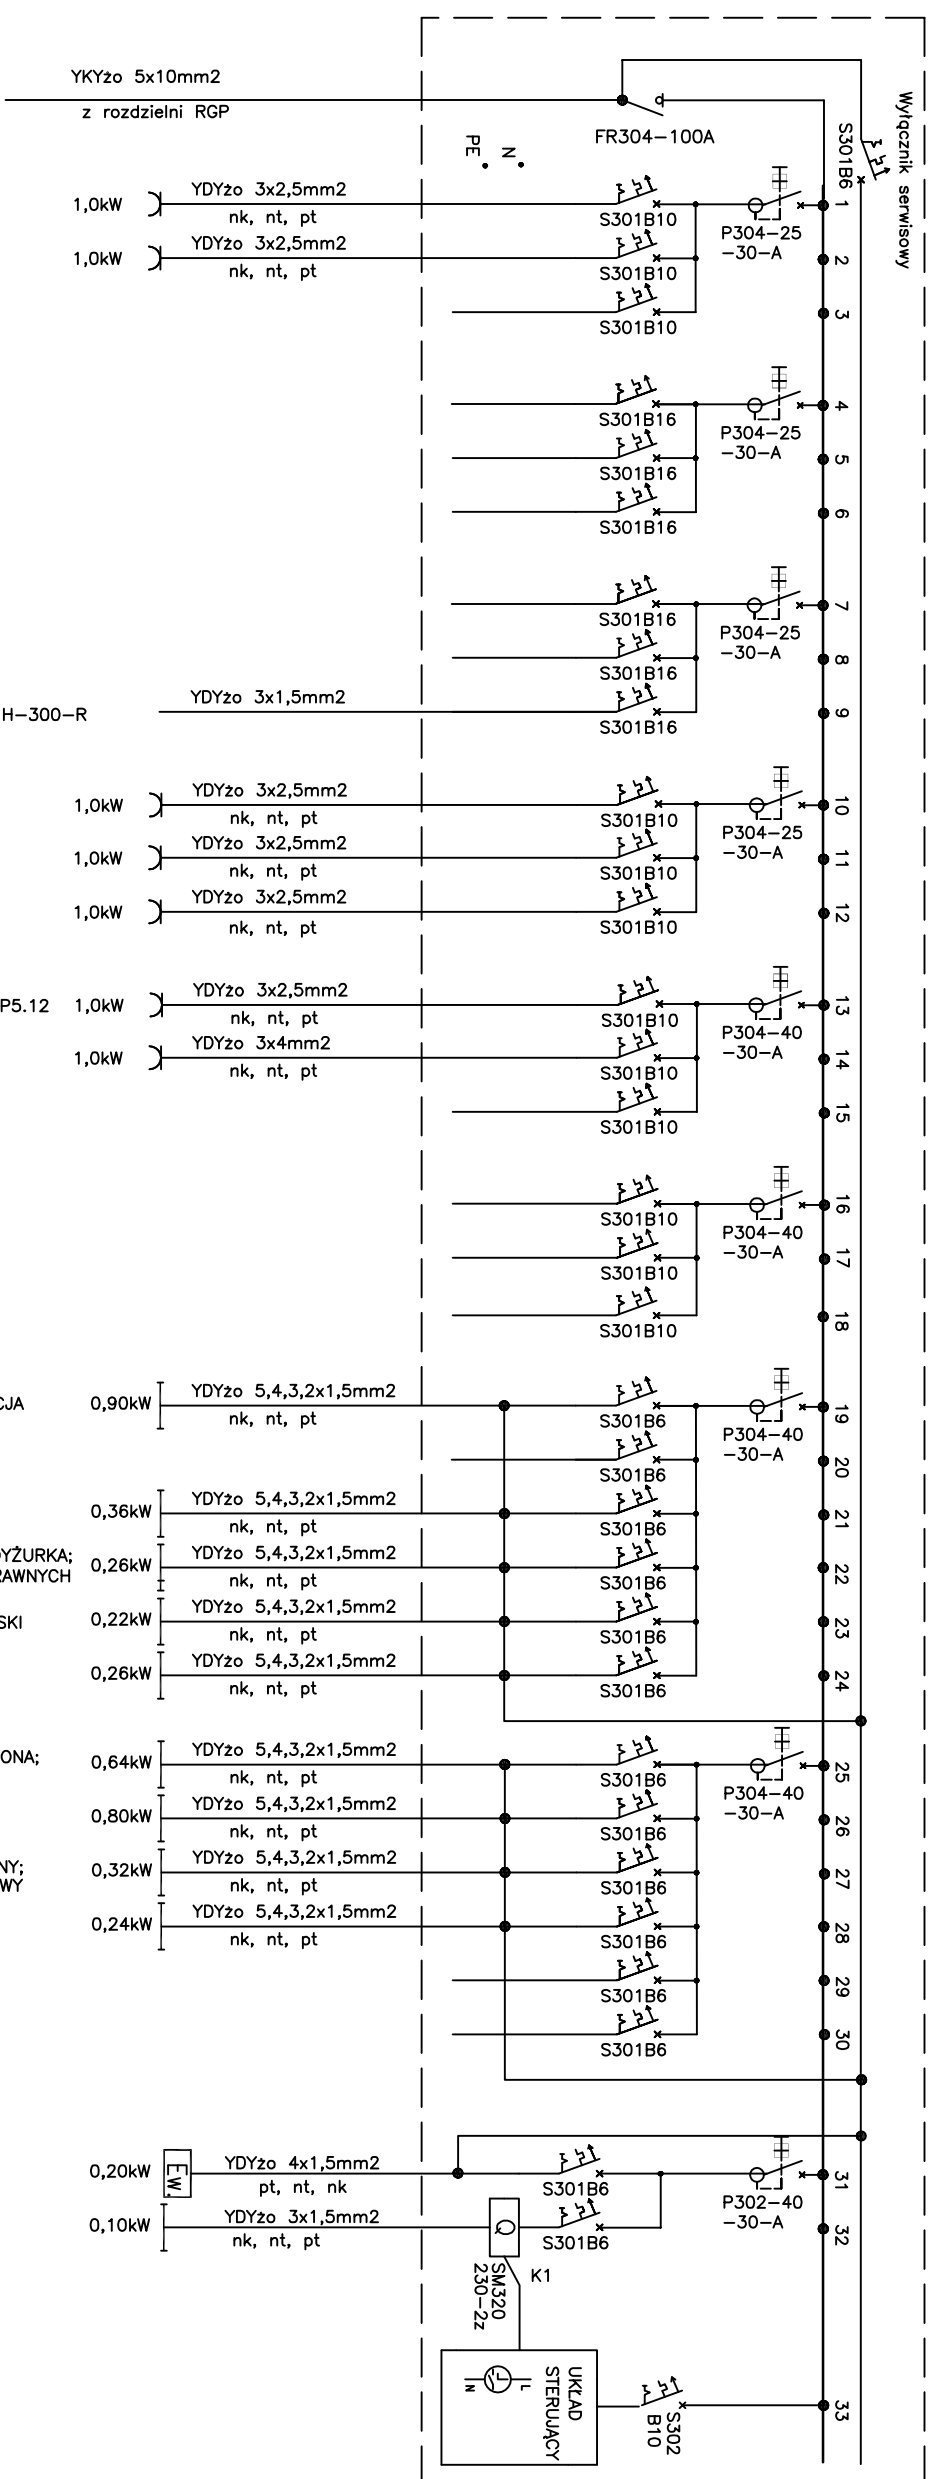 YKYżo 5x10mm2
z rozdzielni RGP
FR304-100A
Wyłącznik serwisowy
S301B6
PE
N
1,0kW
YDYżo 3x2,5mm2
nk, nt, pt
S301B10
P304-25
-30-A
1
1,0kW
YDYżo 3x2,5mm2
nk, nt, pt
S301B10
2
S301B10
3
S301B16
P304-25
-30-A
4
S301B16
5
S301B16
6
S301B16
P304-25
-30-A
7
S301B16
8
H-300-R
YDYżo 3x1,5mm2
S301B16
9
1,0kW
YDYżo 3x2,5mm2
nk, nt, pt
S301B10
P304-25
-30-A
10
1,0kW
YDYżo 3x2,5mm2
nk, nt, pt
S301B10
11
1,0kW
YDYżo 3x2,5mm2
nk, nt, pt
S301B10
12
P5.12
1,0kW
YDYżo 3x2,5mm2
nk, nt, pt
S301B10
P304-40
-30-A
13
1,0kW
YDYżo 3x4mm2
nk, nt, pt
S301B10
14
S301B10
15
S301B10
P304-40
-30-A
16
S301B10
17
S301B10
18
CJA
0,90kW
YDYżo 5,4,3,2x1,5mm2
nk, nt, pt
S301B6
P304-40
-30-A
19
S301B6
20
0,36kW
YDYżo 5,4,3,2x1,5mm2
nk, nt, pt
S301B6
21
DYŻURKA;
RAWNYCH
0,26kW
YDYżo 5,4,3,2x1,5mm2
nk, nt, pt
S301B6
22
SKI
0,22kW
YDYżo 5,4,3,2x1,5mm2
nk, nt, pt
S301B6
23
0,26kW
YDYżo 5,4,3,2x1,5mm2
nk, nt, pt
S301B6
24
ONA;
0,64kW
YDYżo 5,4,3,2x1,5mm2
nk, nt, pt
S301B6
P304-40
-30-A
25
0,80kW
YDYżo 5,4,3,2x1,5mm2
nk, nt, pt
S301B6
26
NY;
WY
0,32kW
YDYżo 5,4,3,2x1,5mm2
nk, nt, pt
S301B6
27
0,24kW
YDYżo 5,4,3,2x1,5mm2
nk, nt, pt
S301B6
28
S301B6
29
S301B6
30
0,20kW
EW.
YDYżo 4x1,5mm2
pt, nt, nk
S301B6
P302-40
-30-A
31
0,10kW
YDYżo 3x1,5mm2
nk, nt, pt
S301B6
32
K1
SM320
230-2z
UKŁAD
STERUJĄCY
L
N
S302
B10
33